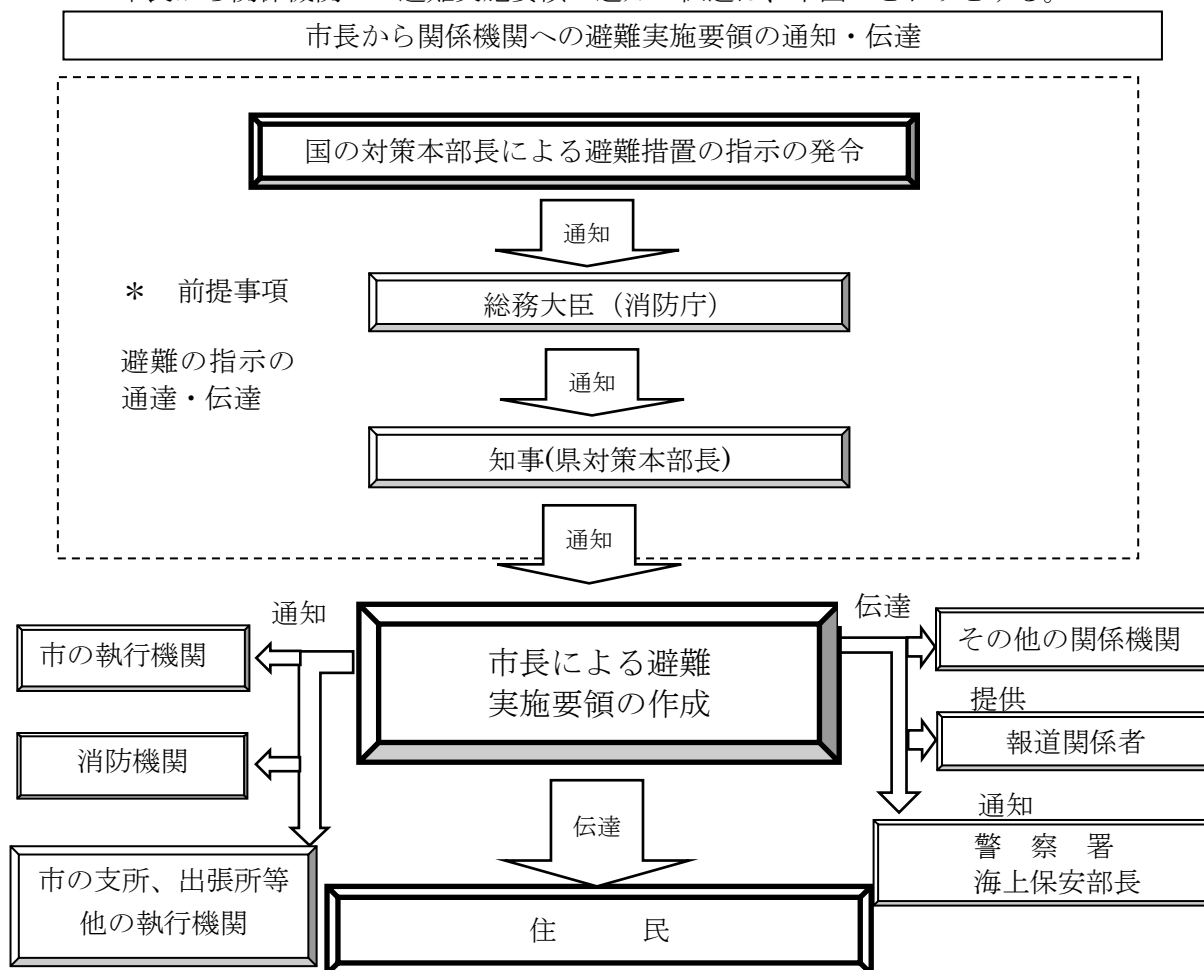 市長から関係機関への避難実施要領の通知・伝達
国の対策本部長による避難措置の指示の発令
通知
総務大臣（消防庁）
＊　前提事項
避難の指示の
通達・伝達
通知
知事(県対策本部長)
通知
通知
市の執行機関
消防機関
市の支所、出張所等
他の執行機関
市長による避難
実施要領の作成
伝達
その他の関係機関
提供
報道関係者
通知
警　察　署
海上保安部長
伝達
住　　　民